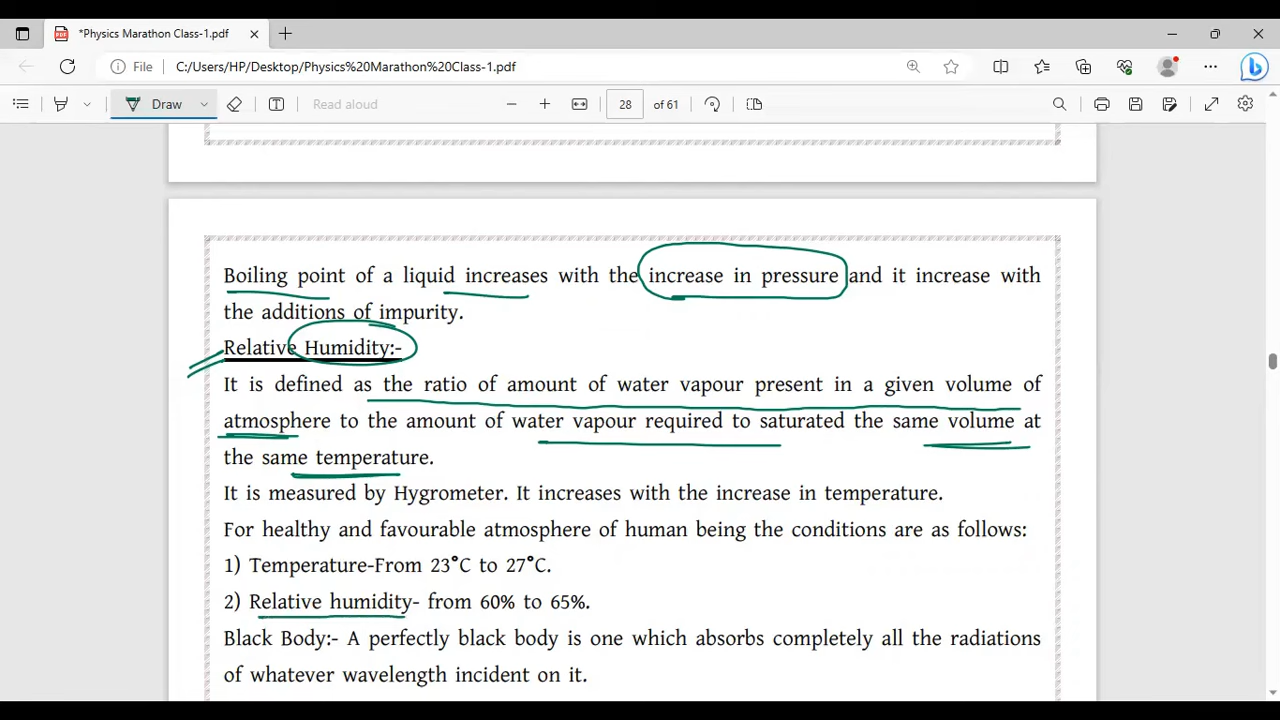 *Physics Marathon Class-1.pdf
File C:/Users/HP/Desktop/Physics%20Marathon%20Class-1.pdf
Draw Read aloud 28 of 61
Boiling point of a liquid increases with the increase in pressure and it increase with
the additions of impurity.
Relative Humidity:-
It is defined as the ratio of amount of water vapour present in a given volume of
atmosphere to the amount of water vapour required to saturated the same volume at
the same temperature.
It is measured by Hygrometer. It increases with the increase in temperature.
For healthy and favourable atmosphere of human being the conditions are as follows:
1) Temperature-From 23°C to 27°C.
2) Relative humidity- from 60% to 65%.
Black Body:- A perfectly black body is one which absorbs completely all the radiations
of whatever wavelength incident on it.